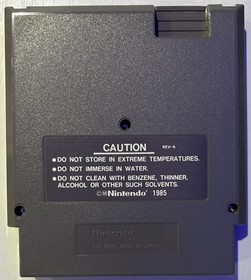 CAUTION REV-A
•DO NOT STORE IN EXTREME TEMPERATURES.
•DO NOT IMMERSE IN WATER.
•DO NOT CLEAN WITH BENZENE, THINNER,
ALCOHOL OR OTHER SUCH SOLVENTS.
©MNintendo® 1985
Nintendo